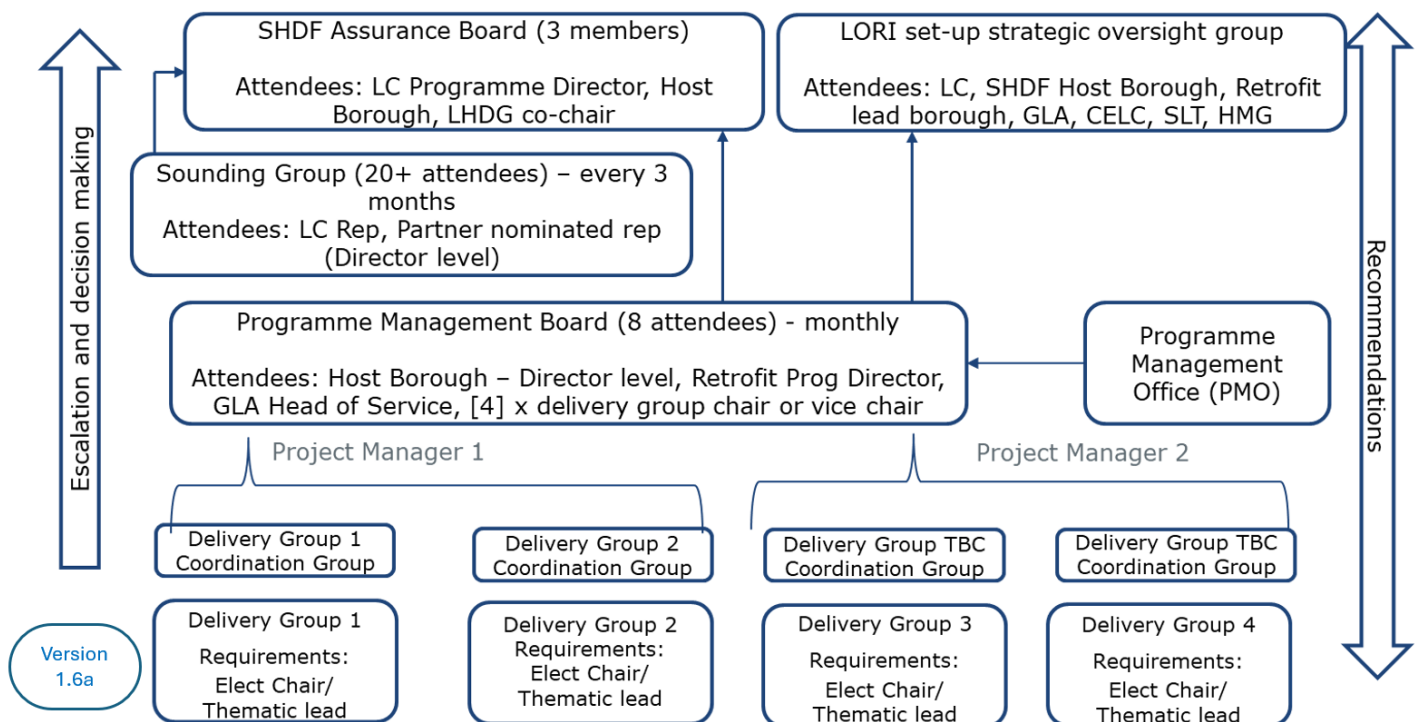 SHDF Assurance Board (3 members)
Attendees: LC Programme Director, Host
Borough, LHDG co-chair
LORI set-up strategic oversight group
Attendees: LC, SHDF Host Borough, Retrofit
lead borough, GLA, CELC, SLT, HMG
Escalation and decision making
Recommendations
Sounding Group (20+ attendees) – every 3
months
Attendees: LC Rep, Partner nominated rep
(Director level)
Programme Management Board (8 attendees) - monthly
Attendees: Host Borough – Director level, Retrofit Prog Director,
GLA Head of Service, [4] x delivery group chair or vice chair
Programme
Management
Office (PMO)
Project Manager 1
Project Manager 2
Delivery Group 1
Coordination Group
Delivery Group 2
Coordination Group
Delivery Group TBC
Coordination Group
Delivery Group TBC
Coordination Group
Delivery Group 1
Requirements:
Elect Chair/
Thematic lead
Delivery Group 2
Requirements:
Elect Chair/
Thematic lead
Delivery Group 3
Requirements:
Elect Chair/
Thematic lead
Delivery Group 4
Requirements:
Elect Chair/
Thematic lead
Version
1.6a